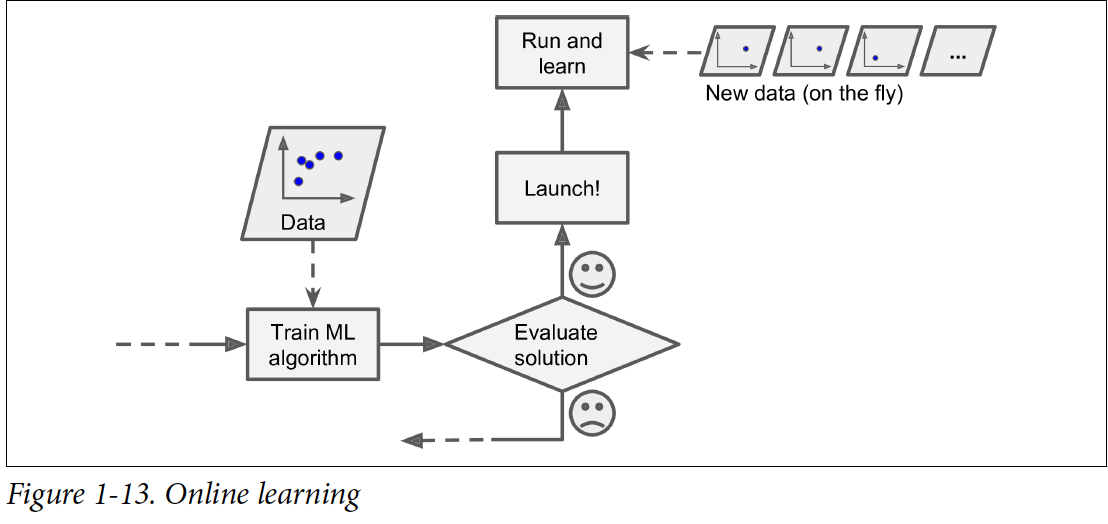 Run and
learn
...
New data (on the fly)
Launch!
Data
Train ML
algorithm
Evaluate
solution
Figure 1-13. Online learning